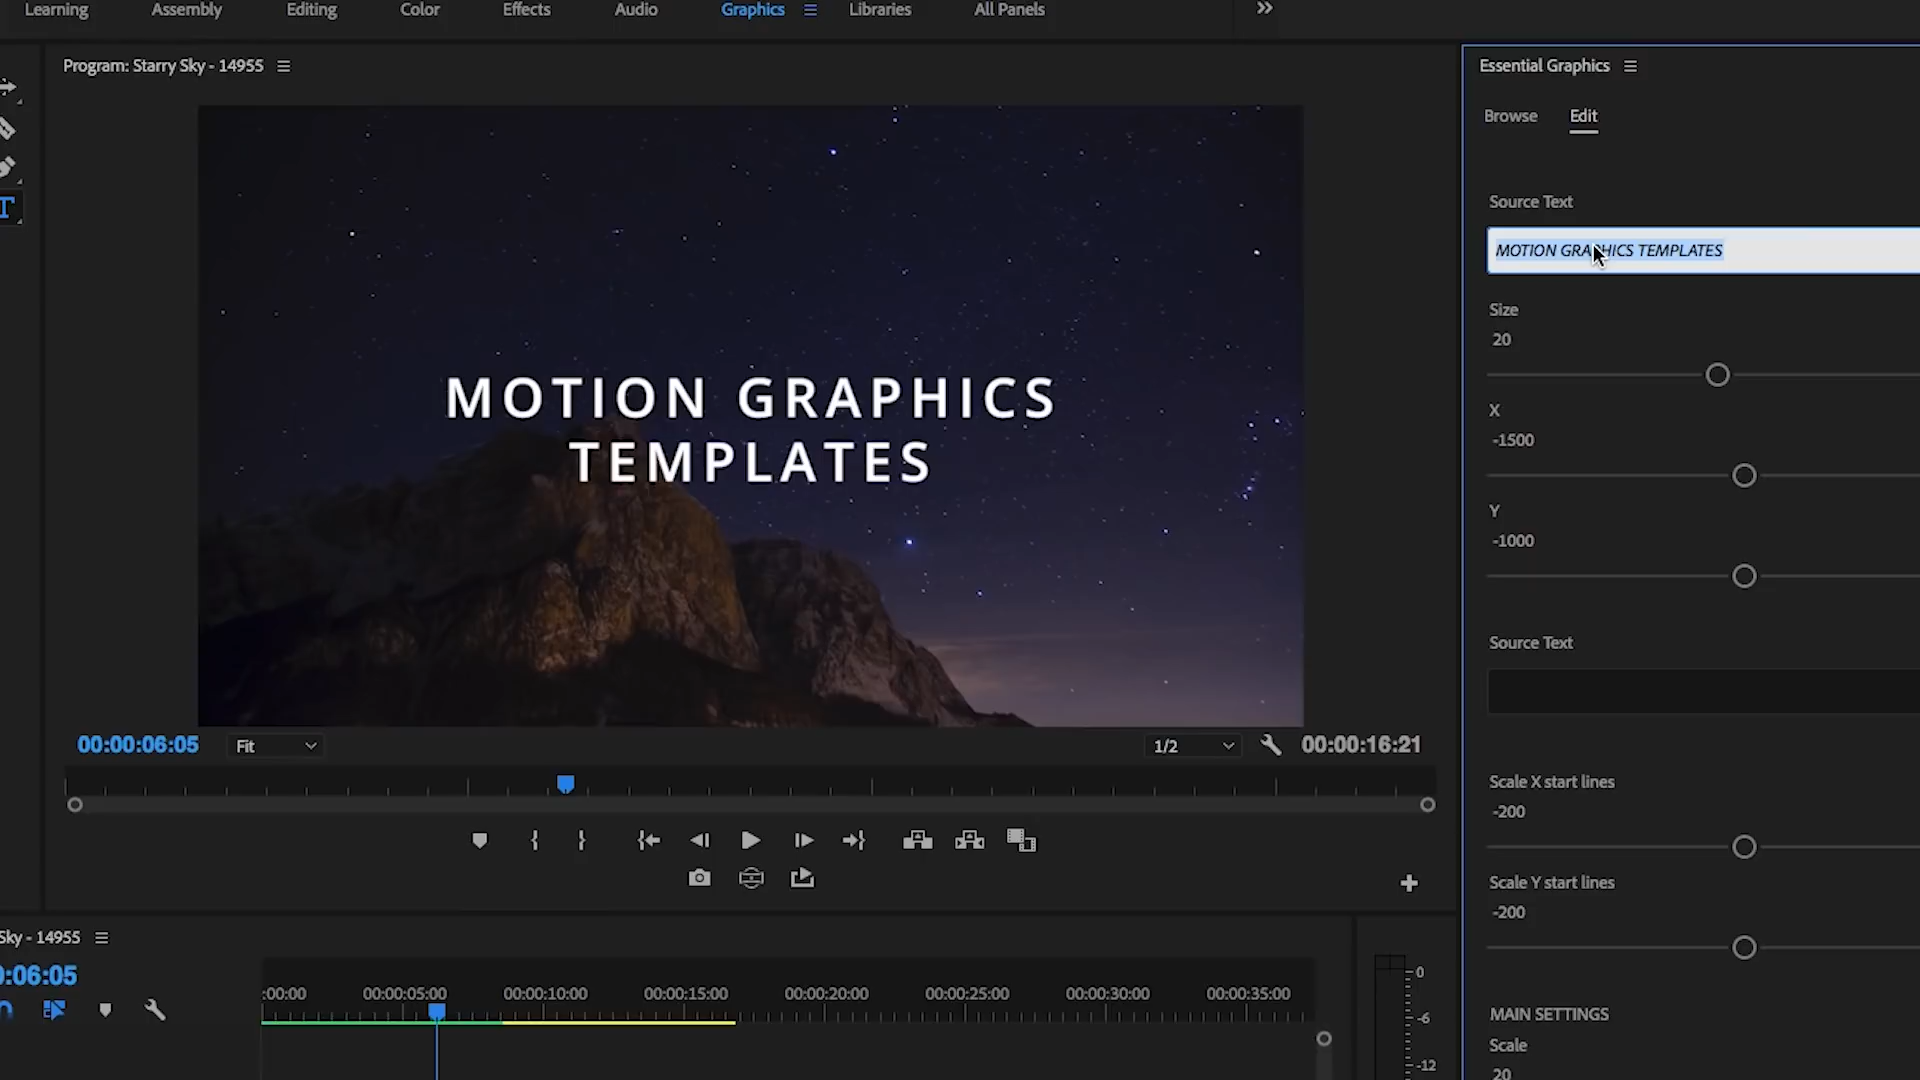 Learning Assembly Editing Color Effects Audio Graphics Libraries All Panels
Program: Starry Sky - 14955
MOTION GRAPHICS
TEMPLATES
00:00:06:05 Fit 1/2 00:00:16:21
Sky - 14955
0:06:05
:00:00 00:00:05:00 00:00:10:00 00:00:15:00 00:00:20:00 00:00:25:00 00:00:30:00 00:00:35:00
0
-6
-12
Essential Graphics
Browse Edit
Source Text
MOTION GRAPHICS TEMPLATES
Size
20
X
-1500
Y
-1000
Source Text
Scale X start lines
-200
Scale Y start lines
-200
MAIN SETTINGS
Scale
20